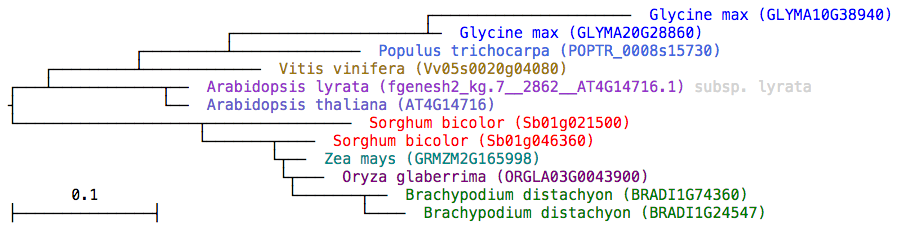 Glycine max (GLYMA10G38940)
Glycine max (GLYMA20G28860)
Populus trichocarpa (POPTR_0008s15730)
Vitis vinifera (Vv05s0020g04080)
Arabidopsis lyrata (fgenesh2_kg.7__2862__AT4G14716.1) subsp. lyrata
Arabidopsis thaliana (AT4G14716)
Sorghum bicolor (Sb01g021500)
Sorghum bicolor (Sb01g046360)
Zea mays (GRMZM2G165998)
Oryza glaberrima (ORGLA03G0043900)
Brachypodium distachyon (BRADI1G74360)
Brachypodium distachyon (BRADI1G24547)
0.1